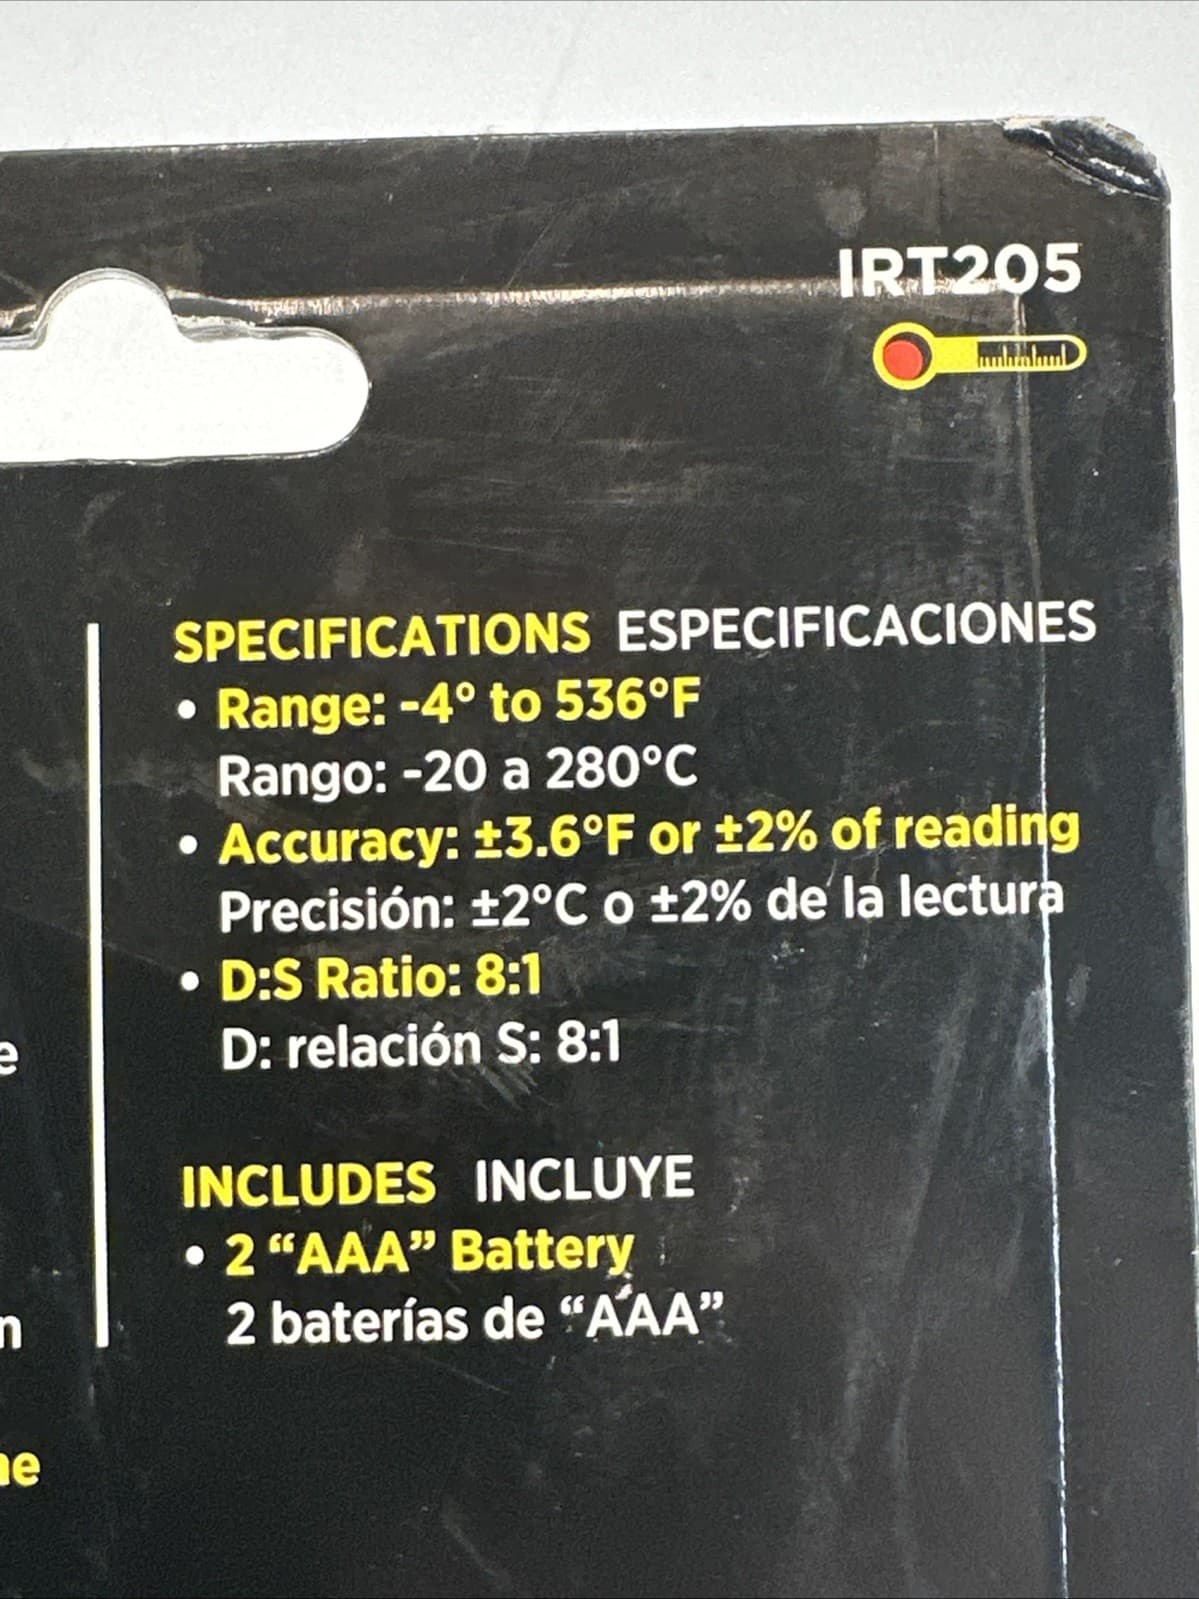 IRT205
SPECIFICATIONS ESPECIFICACIONES
• Range: -4° to 536°F
Rango: -20 a 280°C
• Accuracy: ±3.6°F or ±2% of reading
Precisión: ±2°C o ±2% de la lectura
• D:S Ratio: 8:1
D: relación S: 8:1
e
INCLUDES INCLUYE
• 2 “AAA” Battery
2 baterías de “AAA”
n
e